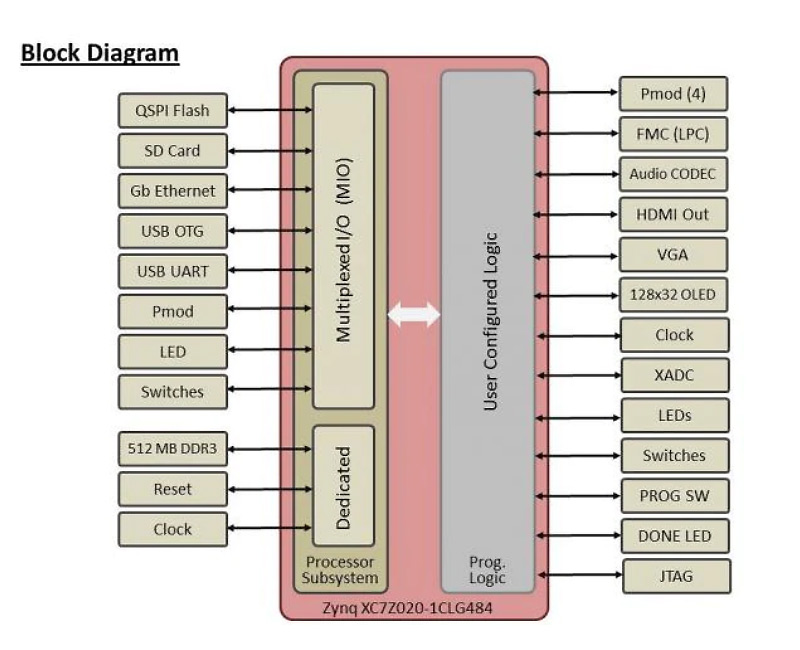 Block Diagram
QSPI Flash
SD Card
Gb Ethernet
USB OTG
USB UART
Pmod
LED
Switches
512 MB DDR3
Reset
Clock
Multiplexed I/O (MIO)
Dedicated
Processor
Subsystem
User Configured Logic
Prog.
Logic
Zynq XC7Z020-1CLG484
Pmod (4)
FMC (LPC)
Audio CODEC
HDMI Out
VGA
128x32 OLED
Clock
XADC
LEDs
Switches
PROG SW
DONE LED
JTAG